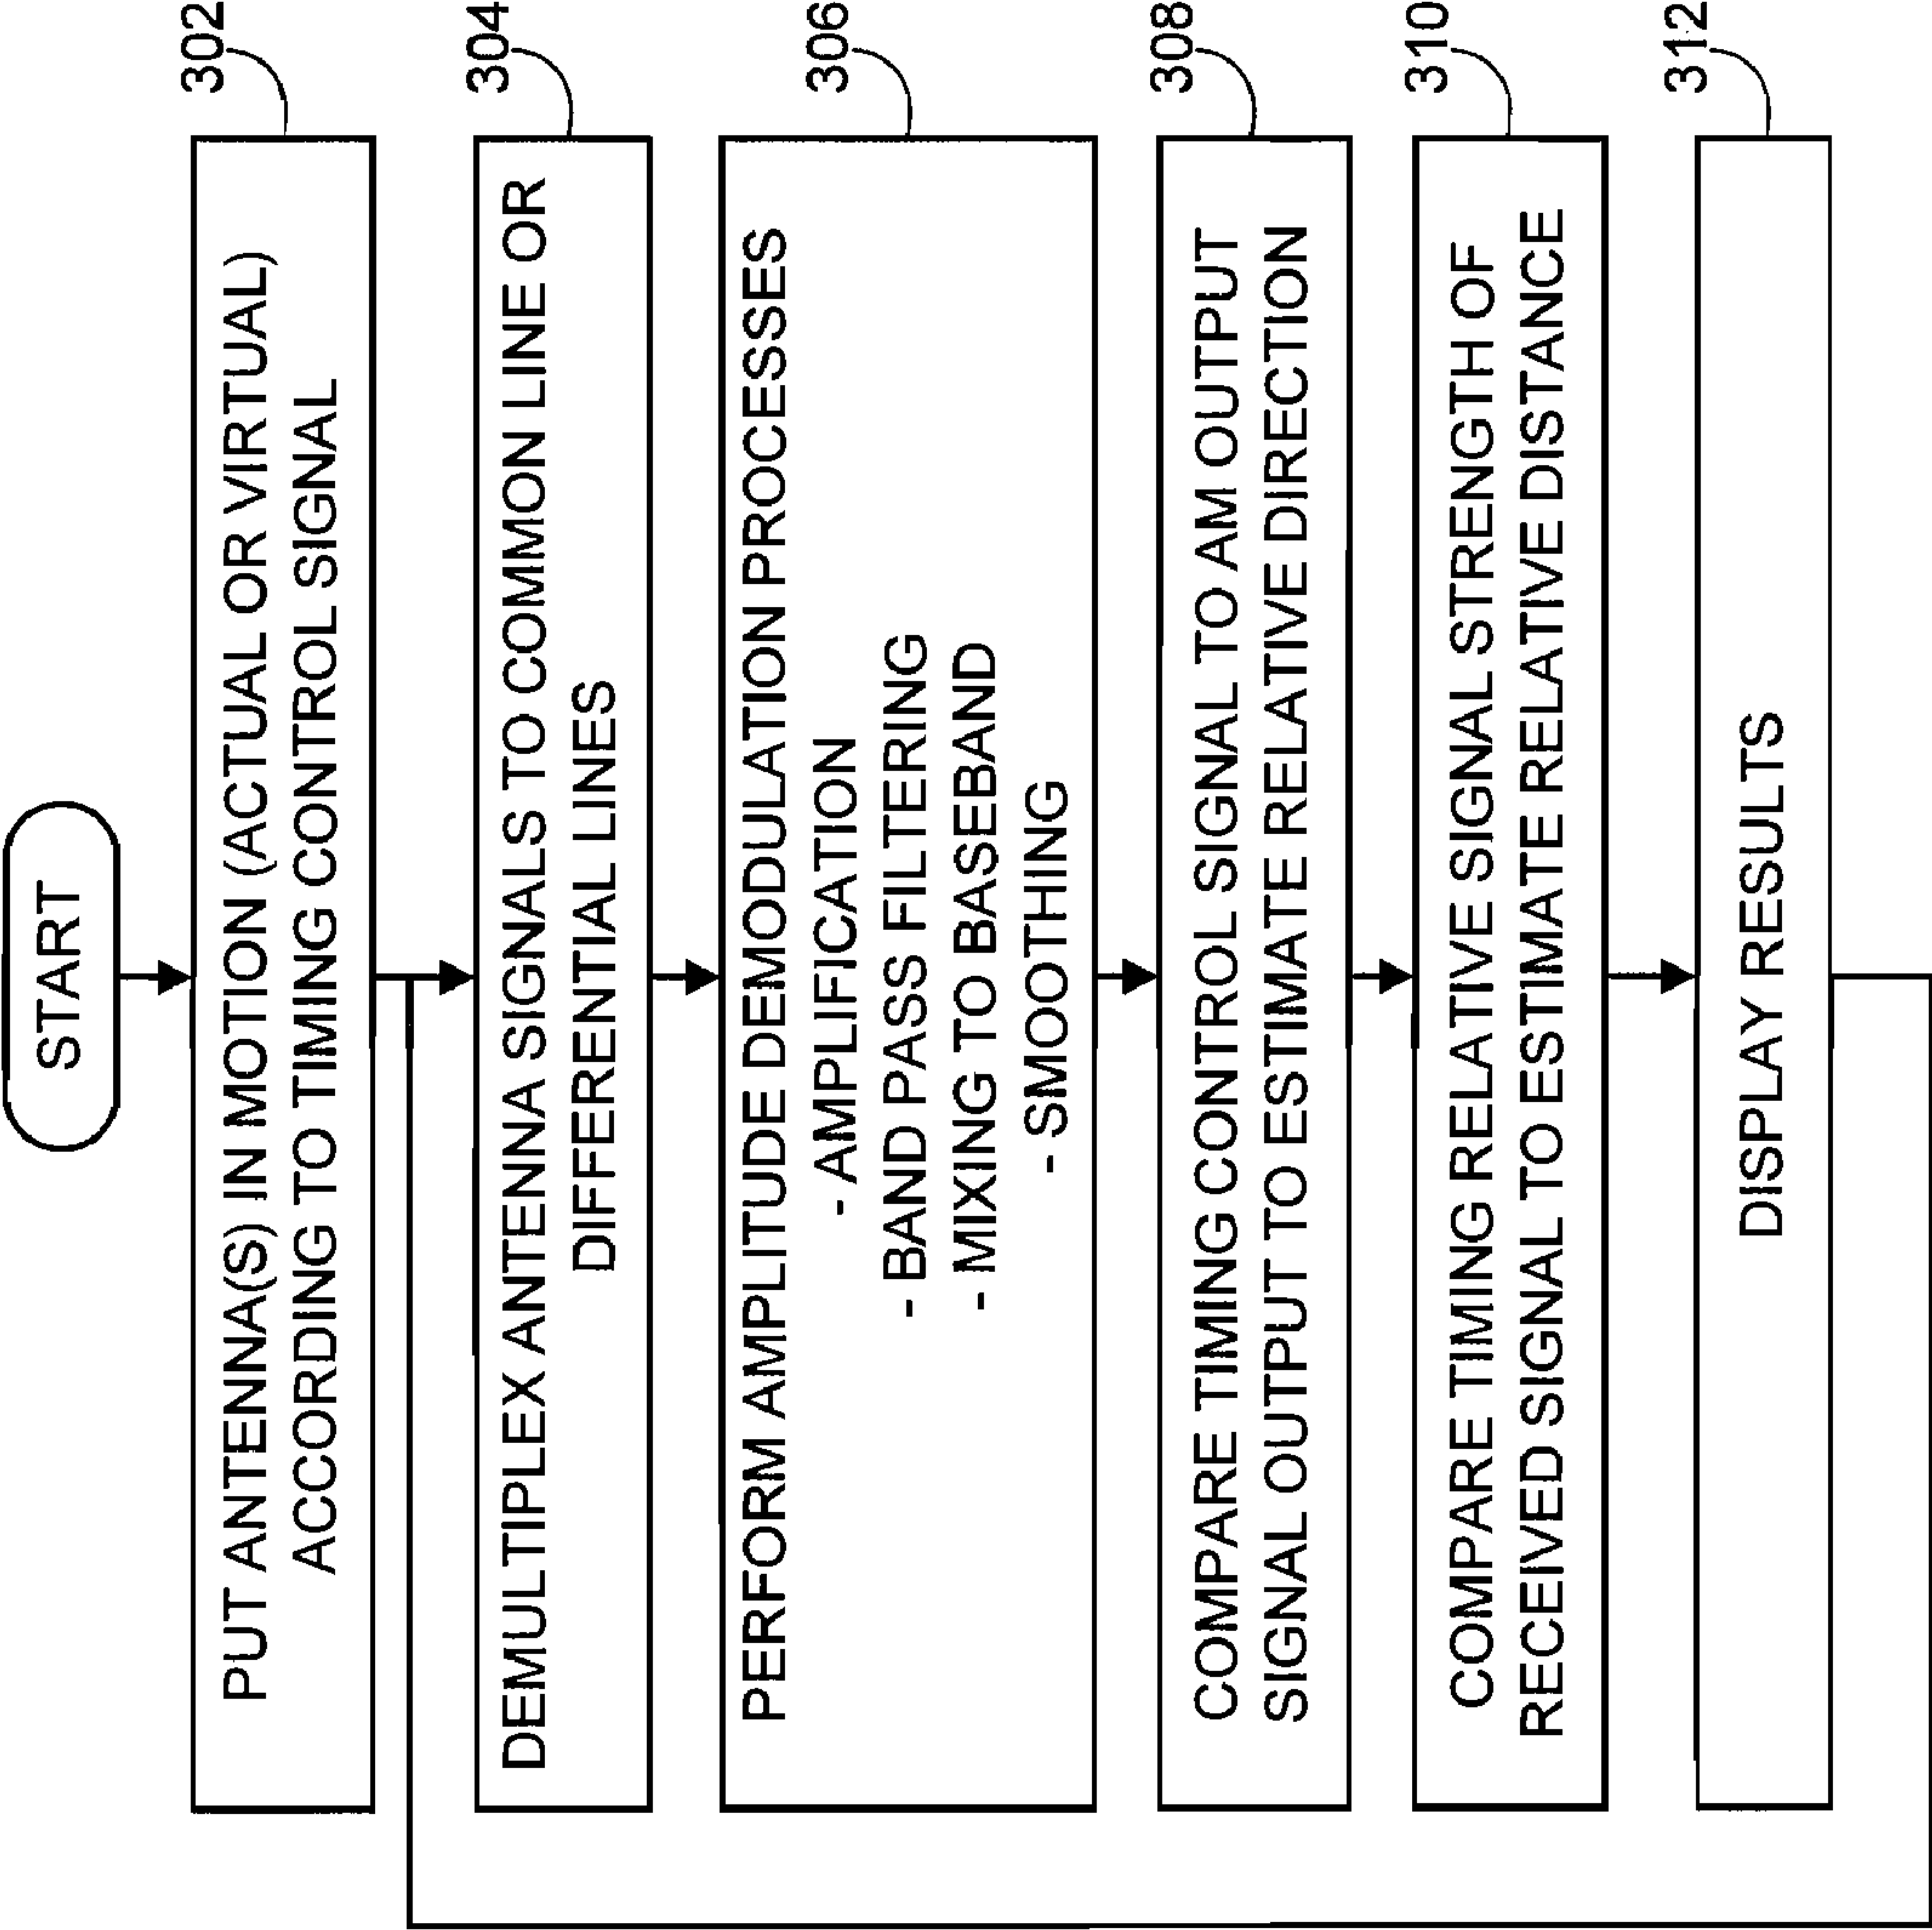 START
302
PUT ANTENNA(S) IN MOTION (ACTUAL OR VIRTUAL)
ACCORDING TO TIMING CONTROL SIGNAL
304
DEMULTIPLEX ANTENNA SIGNALS TO COMMON LINE OR
DIFFERENTIAL LINES
306
PERFORM AMPLITUDE DEMODULATION PROCESSES
- AMPLIFICATION
- BAND PASS FILTERING
- MIXING TO BASEBAND
- SMOOTHING
308
COMPARE TIMING CONTROL SIGNAL TO AM OUTPUT
SIGNAL OUTPUT TO ESTIMATE RELATIVE DIRECTION
310
COMPARE TIMING RELATIVE SIGNAL STRENGTH OF
RECEIVED SIGNAL TO ESTIMATE RELATIVE DISTANCE
312
DISPLAY RESULTS